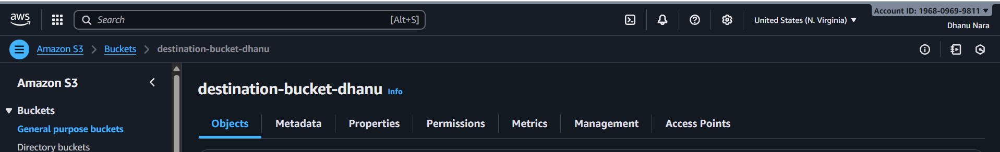 aws
Search [Alt+S]
United States (N. Virginia)
Account ID: 1968-0969-9811
Dhanu Nara
Amazon S3 > Buckets > destination-bucket-dhanu
Amazon S3
Buckets
General purpose buckets
Directory buckets
destination-bucket-dhanu Info
Objects Metadata Properties Permissions Metrics Management Access Points